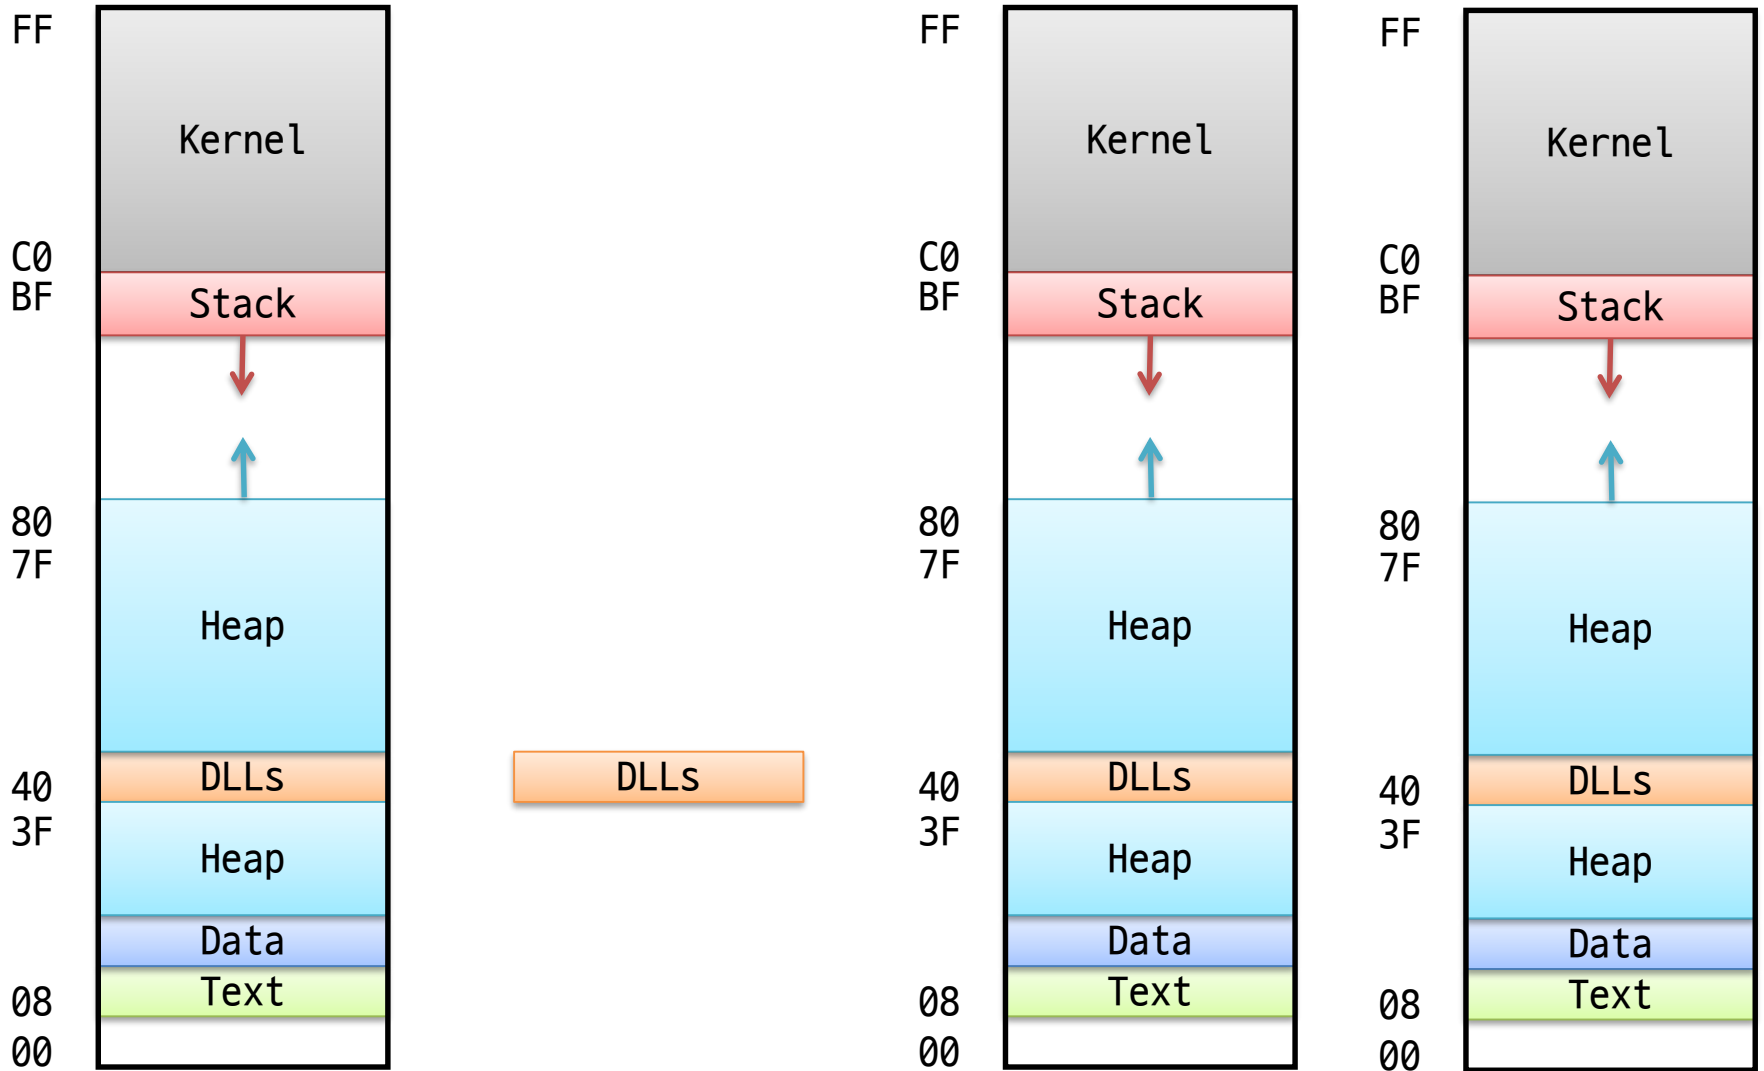 FF
Kernel
C0
BF
Stack
80
7F
Heap
DLLs
40
3F
Heap
Data
Text
08
00
DLLs
FF
Kernel
C0
BF
Stack
80
7F
Heap
DLLs
40
3F
Heap
Data
Text
08
00
FF
Kernel
C0
BF
Stack
80
7F
Heap
DLLs
40
3F
Heap
Data
Text
08
00